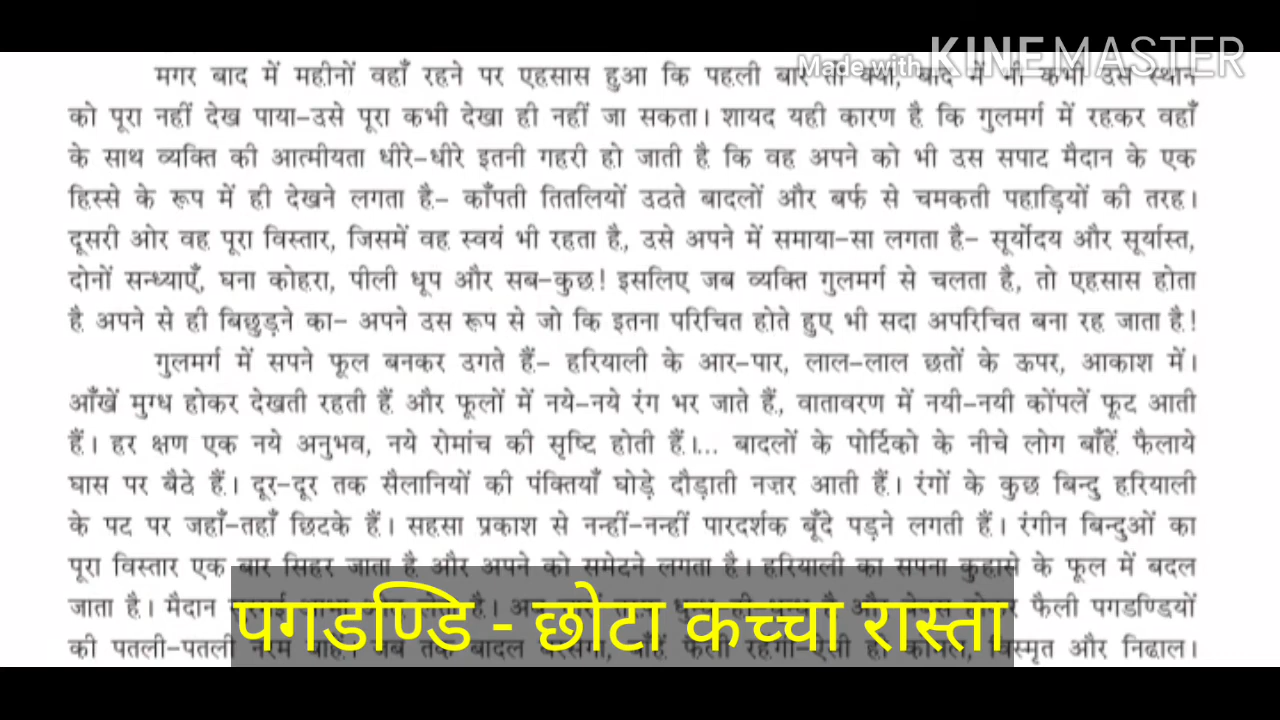 Made with KINEMASTER
मगर बाद में महीनों वहाँ रहने पर एहसास हुआ कि पहली बार तो क्या, बाद में भी कभी उस स्थान
को पूरा नहीं देख पाया-उसे पूरा कभी देखा ही नहीं जा सकता। शायद यही कारण है कि गुलमर्ग में रहकर वहाँ
के साथ व्यक्ति की आत्मीयता धीरे-धीरे इतनी गहरी हो जाती है कि वह अपने को भी उस सपाट मैदान के एक
हिस्से के रूप में ही देखने लगता है- काँपती तितलियों उठते बादलों और बर्फ से चमकती पहाड़ियों की तरह।
दूसरी ओर वह पूरा विस्तार, जिसमें वह स्वयं भी रहता है, उसे अपने में समाया-सा लगता है- सूर्योदय और सूर्यास्त,
दोनों सन्ध्याएँ, घना कोहरा, पीली धूप और सब-कुछ! इसलिए जब व्यक्ति गुलमर्ग से चलता है, तो एहसास होता
है अपने से ही बिछुड़ने का- अपने उस रूप से जो कि इतना परिचित होते हुए भी सदा अपरिचित बना रह जाता है!
गुलमर्ग में सपने फूल बनकर उगते हैं- हरियाली के आर-पार, लाल-लाल छतों के ऊपर, आकाश में।
आँखें मुग्ध होकर देखती रहती हैं और फूलों में नये-नये रंग भर जाते हैं, वातावरण में नयी-नयी कोंपलें फूट आती
हैं। हर क्षण एक नये अनुभव, नये रोमांच की सृष्टि होती हैं।... बादलों के पोर्टिको के नीचे लोग बाँहें फैलाये
घास पर बैठे हैं। दूर-दूर तक सैलानियों की पंक्तियाँ घोड़े दौड़ाती नज़र आती हैं। रंगों के कुछ बिन्दु हरियाली
के पट पर जहाँ-तहाँ छिटके हैं। सहसा प्रकाश से नन्हीं-नन्हीं पारदर्शक बूँदे पड़ने लगती हैं। रंगीन बिन्दुओं का
पूरा विस्तार एक बार सिहर जाता है और अपने को समेटने लगता है। हरियाली का सपना कुहासे के फूल में बदल
जाता है। मैदान है। फैली पगडण्डियों
की पतली-पतली बादल विस्मृत और निढाल।
पगडण्डि - छोटा कच्चा रास्ता